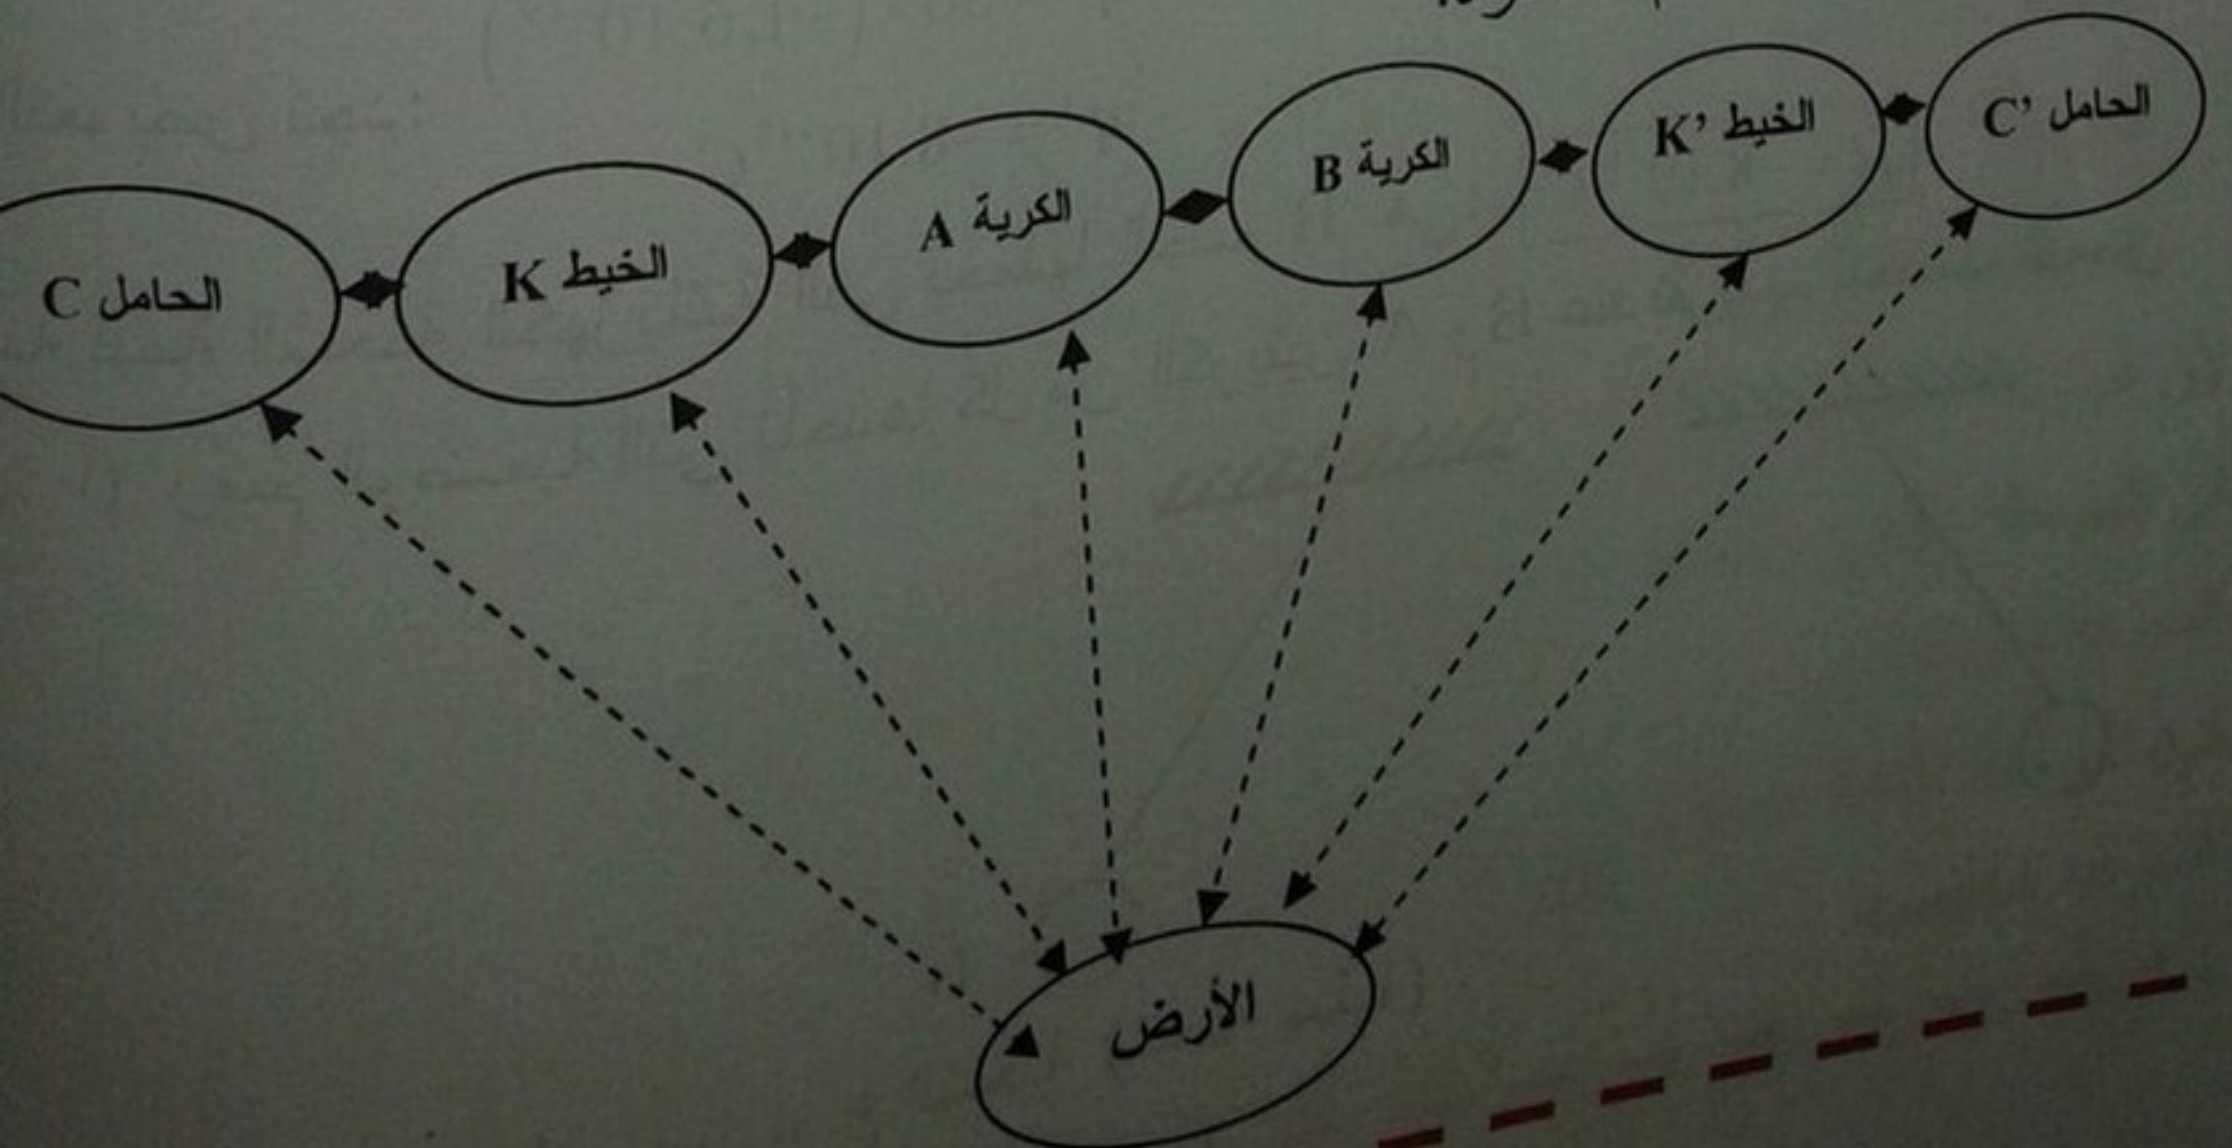 الحامل C
الخيط K
الكرية A
الكرية B
الخيط K’
الحامل C’
الأرض